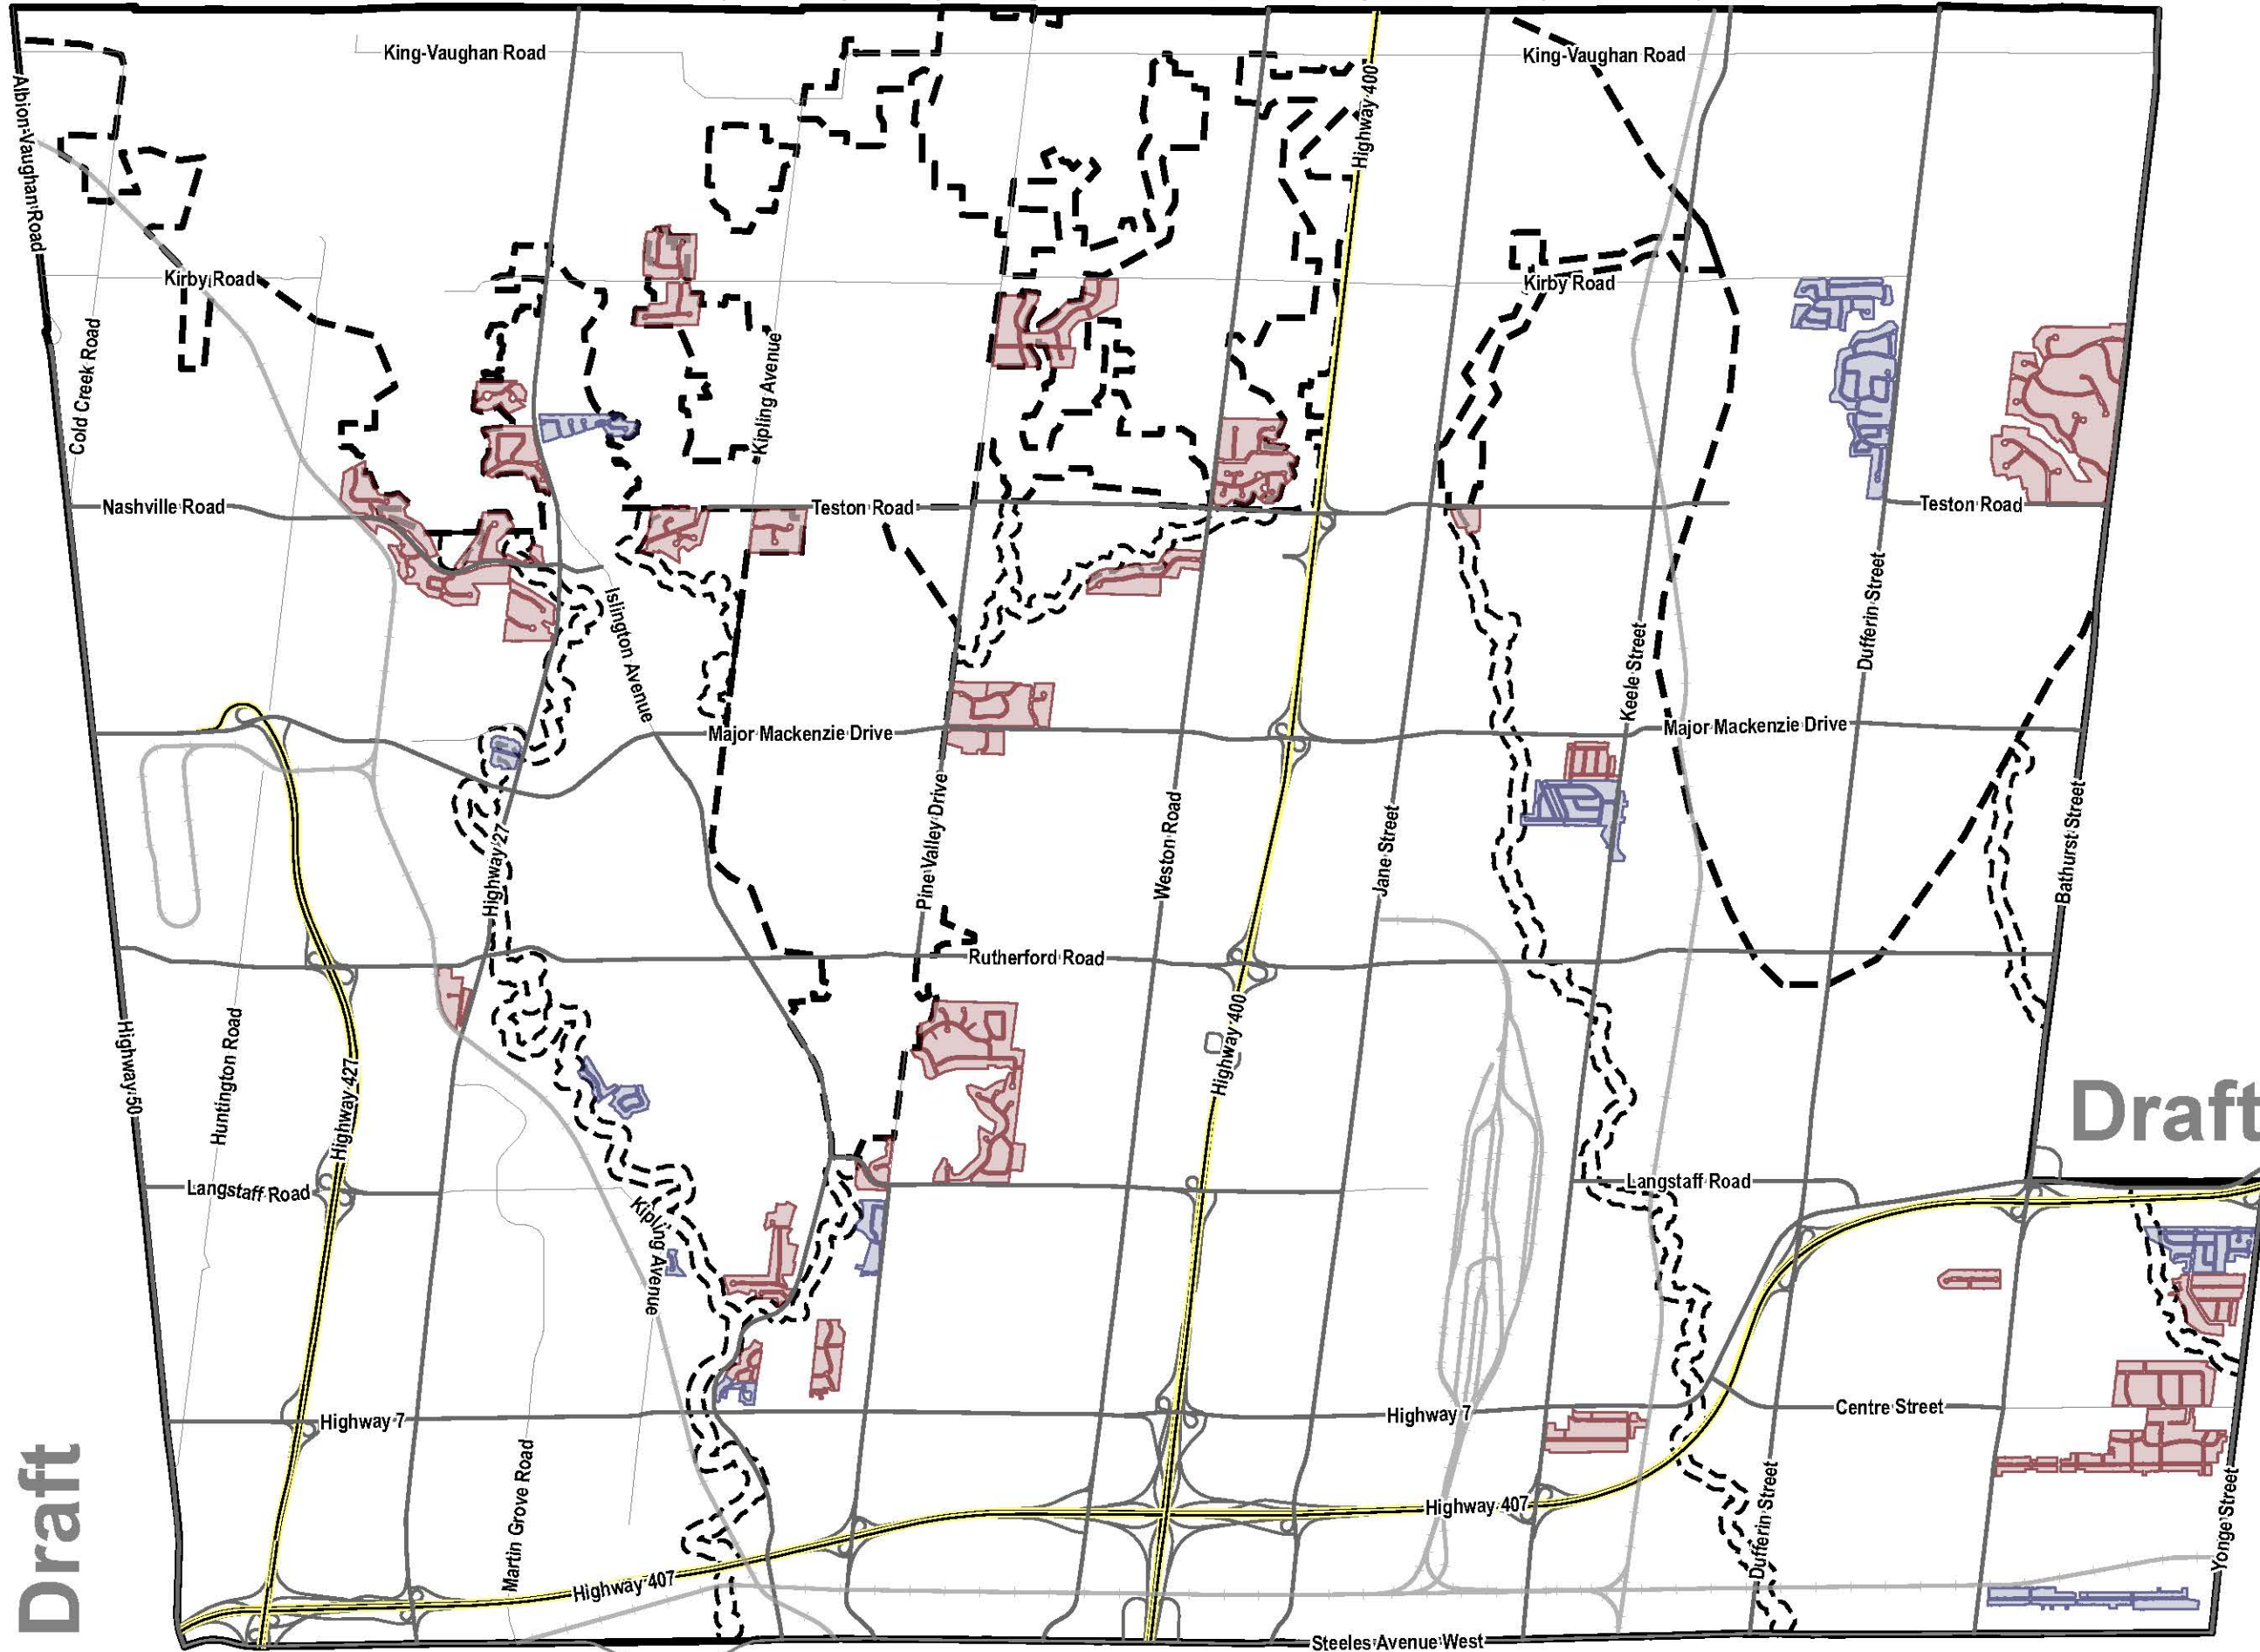 King-Vaughan Road
King-Vaughan Road
Highway 400
Albion-Vaughan Road
Kirby Road
Kirby Road
Cold Creek Road
Kipling Avenue
Nashville Road
Teston Road
Teston Road
Islington Avenue
Dufferin Street
Keele Street
Major Mackenzie Drive
Major Mackenzie Drive
Pine Valley Drive
Weston Road
Jane Street
Bathurst Street
Highway 27
Rutherford Road
Highway 50
Huntington Road
Highway 427
Highway 400
Draft
Langstaff Road
Langstaff Road
Kipling Avenue
Highway 7
Highway 7
Centre Street
Draft
Martin Grove Road
Highway 407
Highway 407
Dufferin Street
Yonge Street
Steeles Avenue West